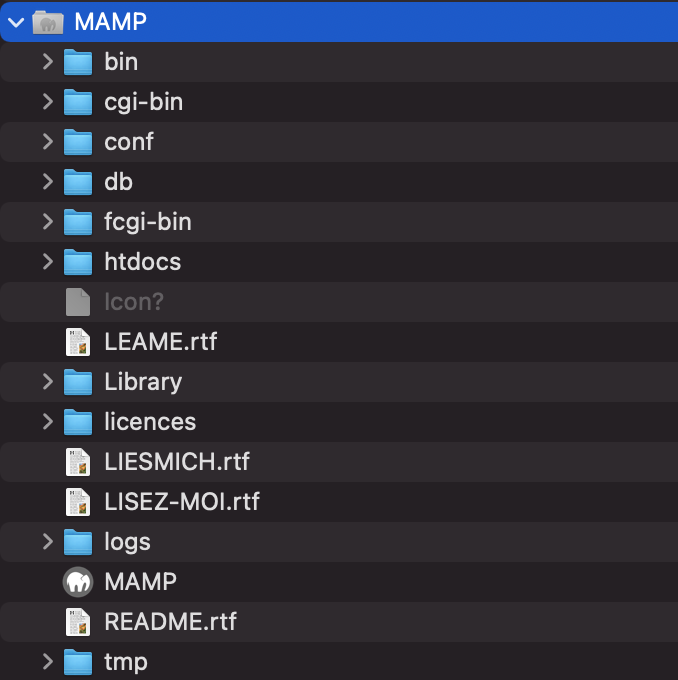 MAMP
bin
cgi-bin
conf
db
fcgi-bin
htdocs
Icon?
LEAME.rtf
Library
licences
LIESMICH.rtf
LISEZ-MOI.rtf
logs
MAMP
README.rtf
tmp